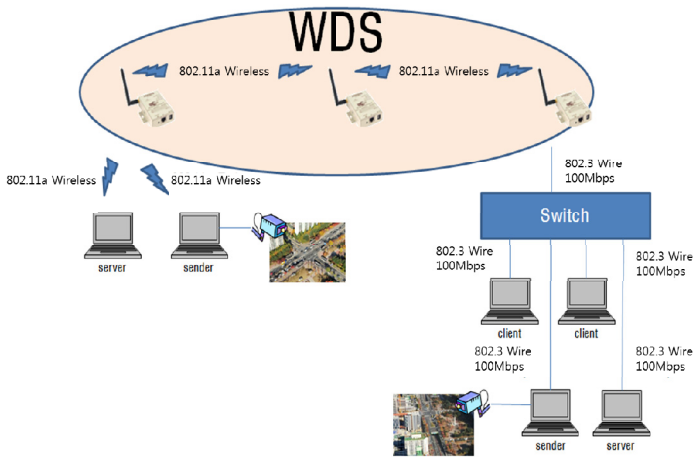 WDS
802.11a Wireless
802.11a Wireless
802.11a Wireless
802.11a Wireless
server
sender
802.3 Wire
100Mbps
Switch
802.3 Wire
100Mbps
802.3 Wire
100Mbps
client
client
802.3 Wire
100Mbps
802.3 Wire
100Mbps
sender
server